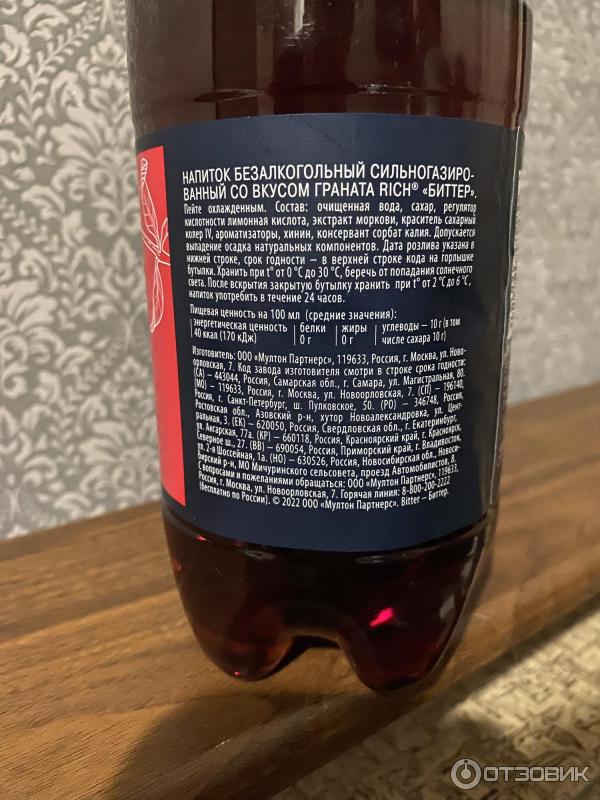 НАПИТОК БЕЗАЛКОГОЛЬНЫЙ СИЛЬНОГАЗИРО-
ВАННЫЙ СО ВКУСОМ ГРАНАТА RICH® «БИТТЕР».
Пейте охлажденным. Состав: очищенная вода, сахар, регулятор
кислотности лимонная кислота, экстракт моркови, краситель сахарный
колер IV, ароматизаторы, хинин, консервант сорбат калия. Допускается
выпадение осадка натуральных компонентов. Дата розлива указана в
нижней строке, срок годности – в верхней строке кода на горлышке
бутылки. Хранить при t° от 0 °С до 30 °С, беречь от попадания солнечного
света. После вскрытия закрытую бутылку хранить при t° от 2 °С до 6 °С,
напиток употребить в течение 24 часов.
Пищевая ценность на 100 мл (средние значения):
энергетическая ценность белки жиры углеводы – 10 г (в том
40 ккал (170 кДж) 0 г 0 г числе сахара 10 г)
Изготовитель: ООО «Мултон Партнерс», 119633, Россия, г. Москва, ул. Ново-
орловская, 7. Код завода изготовителя смотри в строке срока годности:
(СА) – 443044, Россия, Самарская обл., г. Самара, ул. Магистральная, 80.
(МО) – 119633, Россия, г. Москва, ул. Новоорловская, 7. (СП) – 196140,
Россия, г. Санкт-Петербург, ш. Пулковское, 50. (РО) – 346748, Россия,
Ростовская обл., Азовский р-н, хутор Новоалександровка, ул. Цент-
ральная, 3. (ЕК) – 620050, Россия, Свердловская обл., г. Екатеринбург,
ул. Ангарская, 77а. (КР) – 660118, Россия, Красноярский край, г. Красноярск,
Северное ш., 27. (ВВ) – 690054, Россия, Приморский край, г. Владивосток,
ул. 2-я Шоссейная, 1а. (НО) – 630526, Россия, Новосибирская обл., Новоси-
бирский р-н, МО Мичуринского сельсовета, проезд Автомобилистов, 8.
С вопросами и пожеланиями обращаться: ООО «Мултон Партнерс», 119633,
Россия, г. Москва, ул. Новоорловская, 7. Горячая линия: 8-800-200-2222
(бесплатно по России). © 2022 ООО «Мултон Партнерс». Bitter – Биттер.
ОТЗОВИК